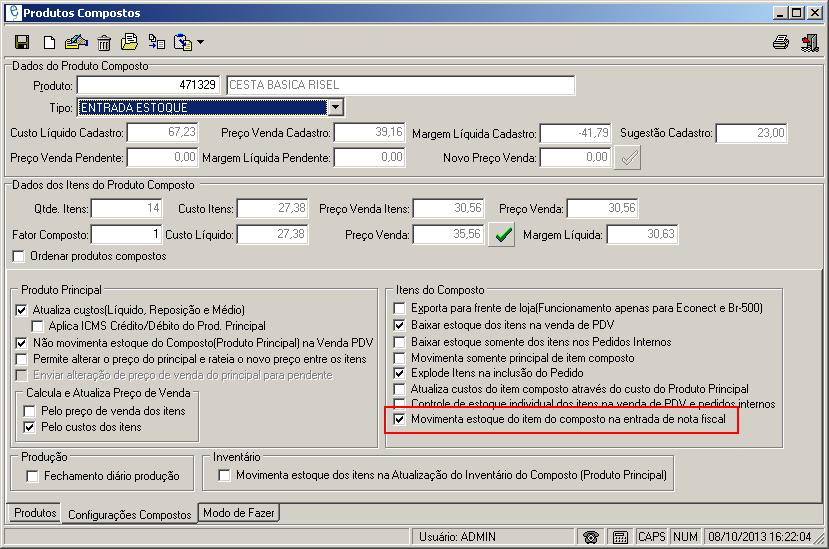 Produtos Compostos
Dados do Produto Composto
Produto: 471329 CESTA BASICA RISEL
Tipo: ENTRADA ESTOQUE
Custo Líquido Cadastro: 67,23 Preço Venda Cadastro: 39,16 Margem Líquida Cadastro: -41,79 Sugestão Cadastro: 23,00
Preço Venda Pendente: 0,00 Margem Líquida Pendente: 0,00 Novo Preço Venda: 0,00
Dados dos Itens do Produto Composto
Qtde. Itens: 14 Custo Itens: 27,38 Preço Venda Itens: 30,56 Preço Venda: 30,56
Fator Composto: 1 Custo Líquido: 27,38 Preço Venda: 35,56 Margem Líquida: 30,63
Ordenar produtos compostos
Produto Principal
Atualiza custos(Líquido, Reposição e Médio)
Aplica ICMS Crédito/Débito do Prod. Principal
Não movimenta estoque do Composto(Produto Principal) na Venda PDV
Permite alterar o preço do principal e rateia o novo preço entre os itens
Enviar alteração de preço de venda do principal para pendente
Calcula e Atualiza Preço de Venda
Pelo preço de venda dos itens
Pelo custos dos itens
Itens do Composto
Exporta para frente de loja(Funcionamento apenas para Econect e Br-500)
Baixar estoque dos itens na venda de PDV
Baixar estoque somente dos itens nos Pedidos Internos
Movimenta somente principal de item composto
Explode Itens na inclusão do Pedido
Atualiza custos do item composto através do custo do Produto Principal
Controle de estoque individual dos itens na venda de PDV e pedidos internos
Movimenta estoque do item do composto na entrada de nota fiscal
Produção
Fechamento diário produção
Inventário
Movimenta estoque dos itens na Atualização do Inventário do Composto (Produto Principal)
Produtos Configurações Compostos Modo de Fazer
Usuário: ADMIN CAPS NUM 08/10/2013 16:22:04